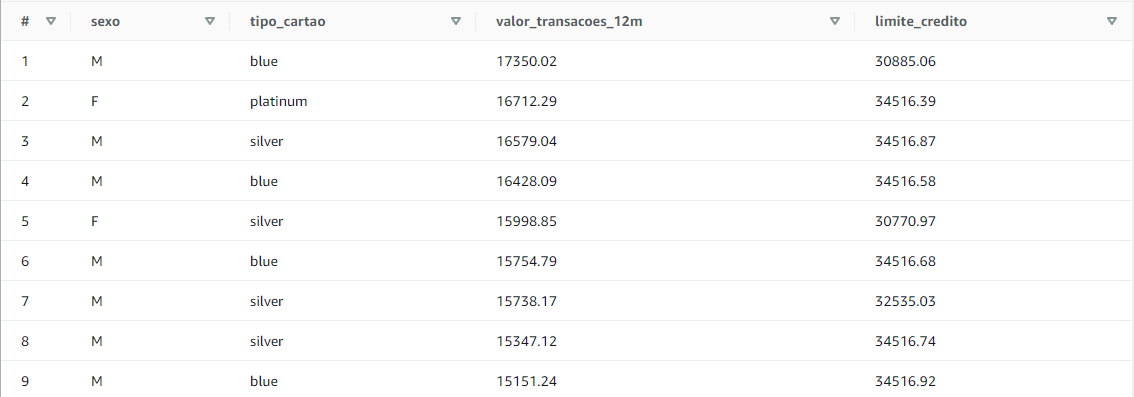 # sexo tipo_cartao valor_transacoes_12m limite_credito
1 M blue 17350.02 30885.06
2 F platinum 16712.29 34516.39
3 M silver 16579.04 34516.87
4 M blue 16428.09 34516.58
5 F silver 15998.85 30770.97
6 M blue 15754.79 34516.68
7 M silver 15738.17 32535.03
8 M silver 15347.12 34516.74
9 M blue 15151.24 34516.92